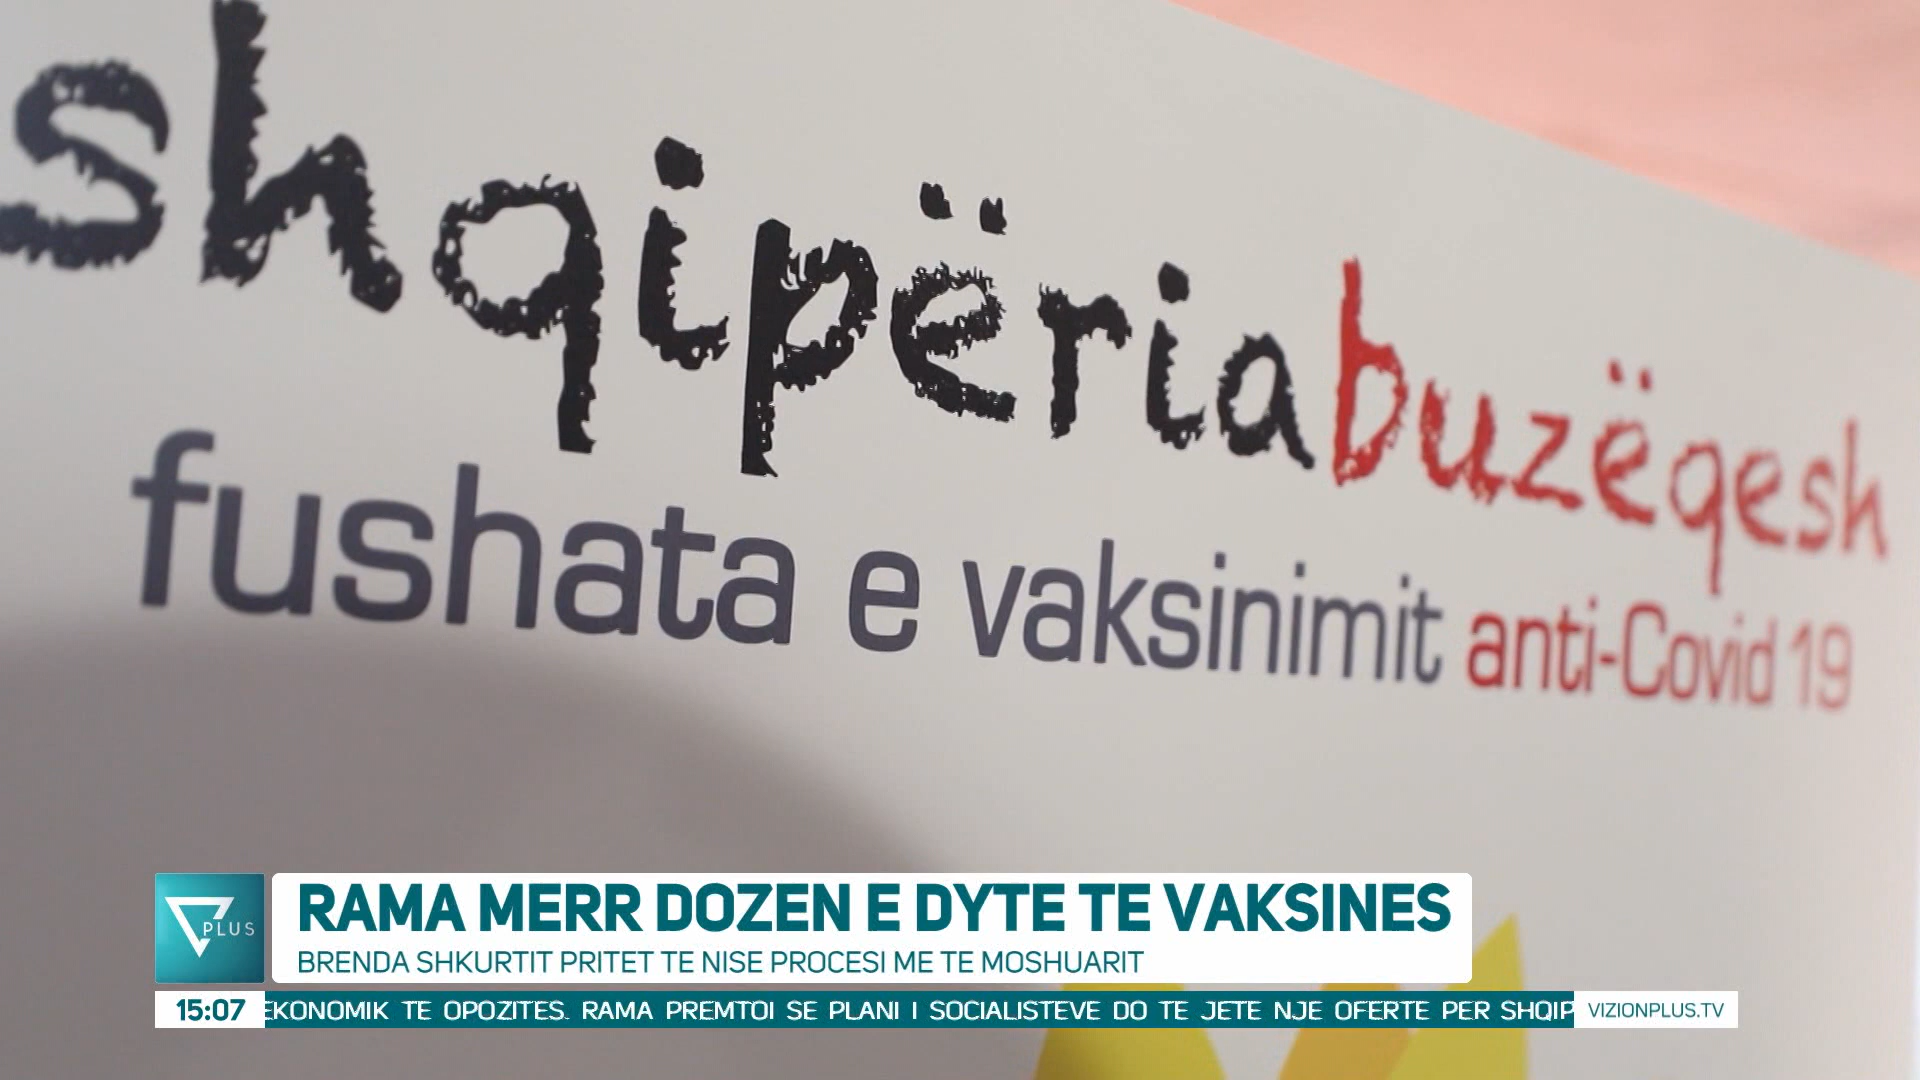 shqipëriabuzëqesh
fushata e vaksinimit anti-Covid 19
PLUS
RAMA MERR DOZEN E DYTE TE VAKSINES
BRENDA SHKURTIT PRITET TE NISE PROCESI ME TE MOSHUARIT
15:07 EKONOMIK TE OPOZITES. RAMA PREMTOI SE PLANI I SOCIALISTEVE DO TE JETE NJE OFERTE PER SHQIP VIZIONPLUS.TV